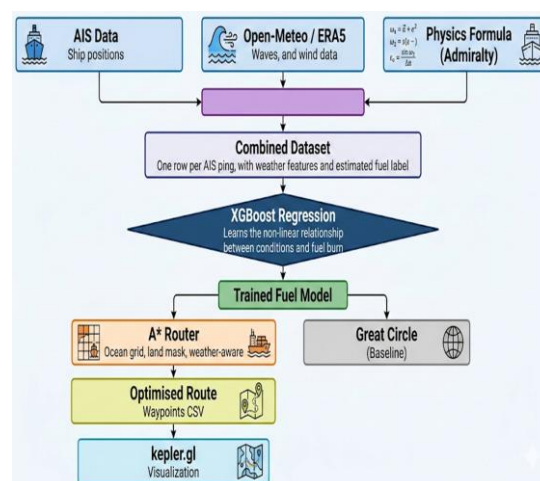 AIS Data
Ship positions
Open-Meteo / ERA5
Waves, and wind data
Physics Formula
(Admiralty)
Combined Dataset
One row per AIS ping, with weather features and estimated fuel label
XGBoost Regression
Learns the non-linear relationship
between conditions and fuel burn
Trained Fuel Model
A* Router
Ocean grid, land mask, weather-aware
Great Circle
(Baseline)
Optimised Route
Waypoints CSV
kepler.gl
Visualization